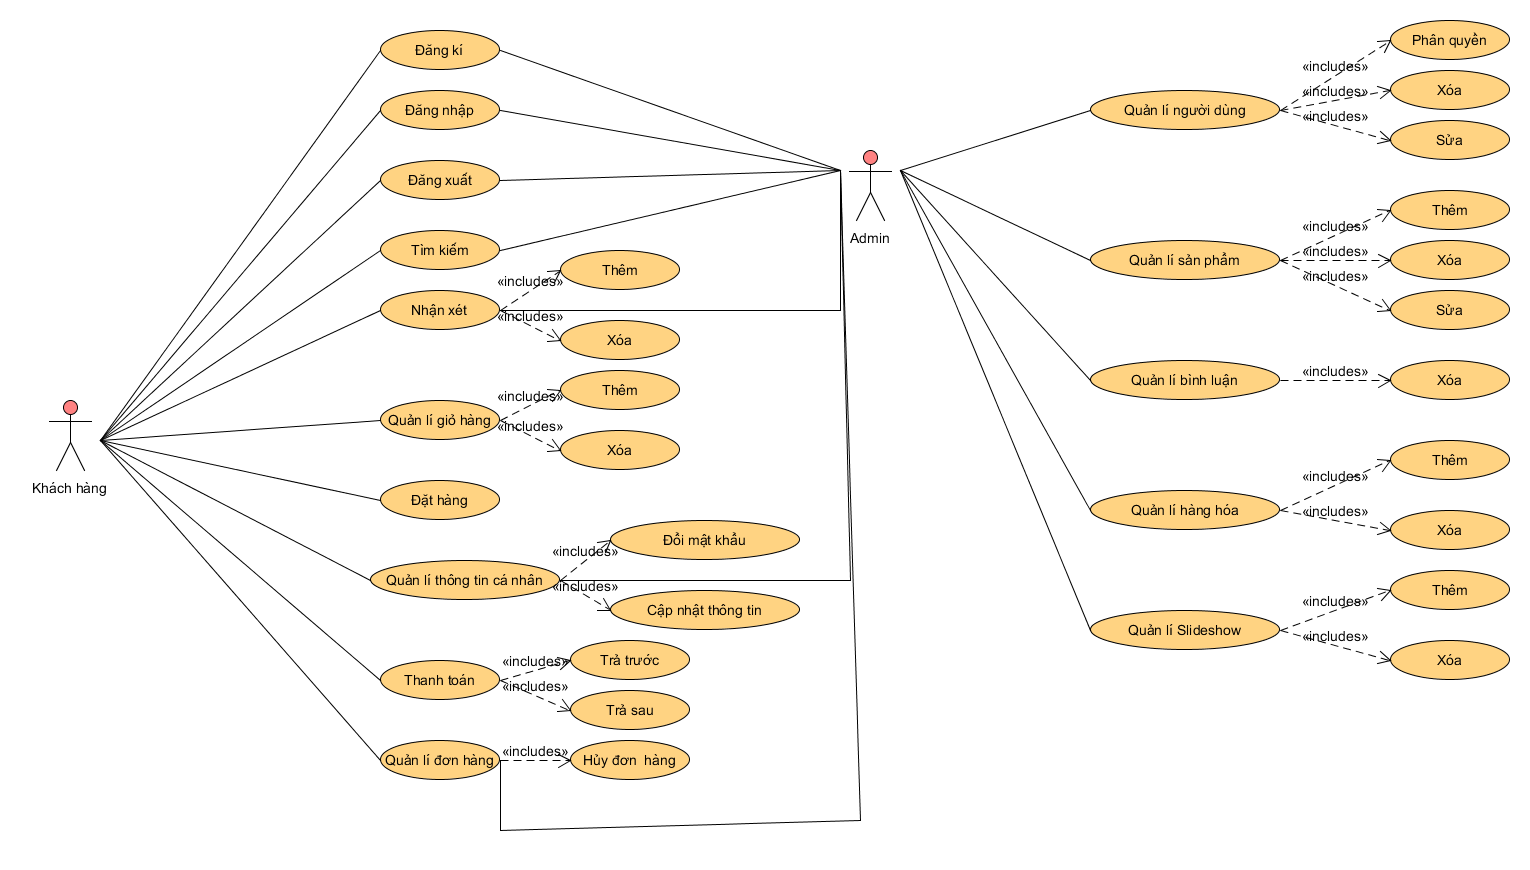 Đăng kí
Đăng nhập
Đăng xuất
Tìm kiếm
Nhận xét
«includes»
Thêm
«includes»
Xóa
Quản lí giỏ hàng
«includes»
Thêm
«includes»
Xóa
Khách hàng
Đặt hàng
Quản lí thông tin cá nhân
«includes»
Đổi mật khẩu
«includes»
Cập nhật thông tin
Thanh toán
«includes»
Trả trước
«includes»
Trả sau
Quản lí đơn hàng
«includes»
Hủy đơn  hàng
Admin
Quản lí người dùng
«includes»
Phân quyền
«includes»
Xóa
«includes»
Sửa
Quản lí sản phẩm
«includes»
Thêm
«includes»
Xóa
«includes»
Sửa
Quản lí bình luận
«includes»
Xóa
Quản lí hàng hóa
«includes»
Thêm
«includes»
Xóa
Quản lí Slideshow
«includes»
Thêm
«includes»
Xóa